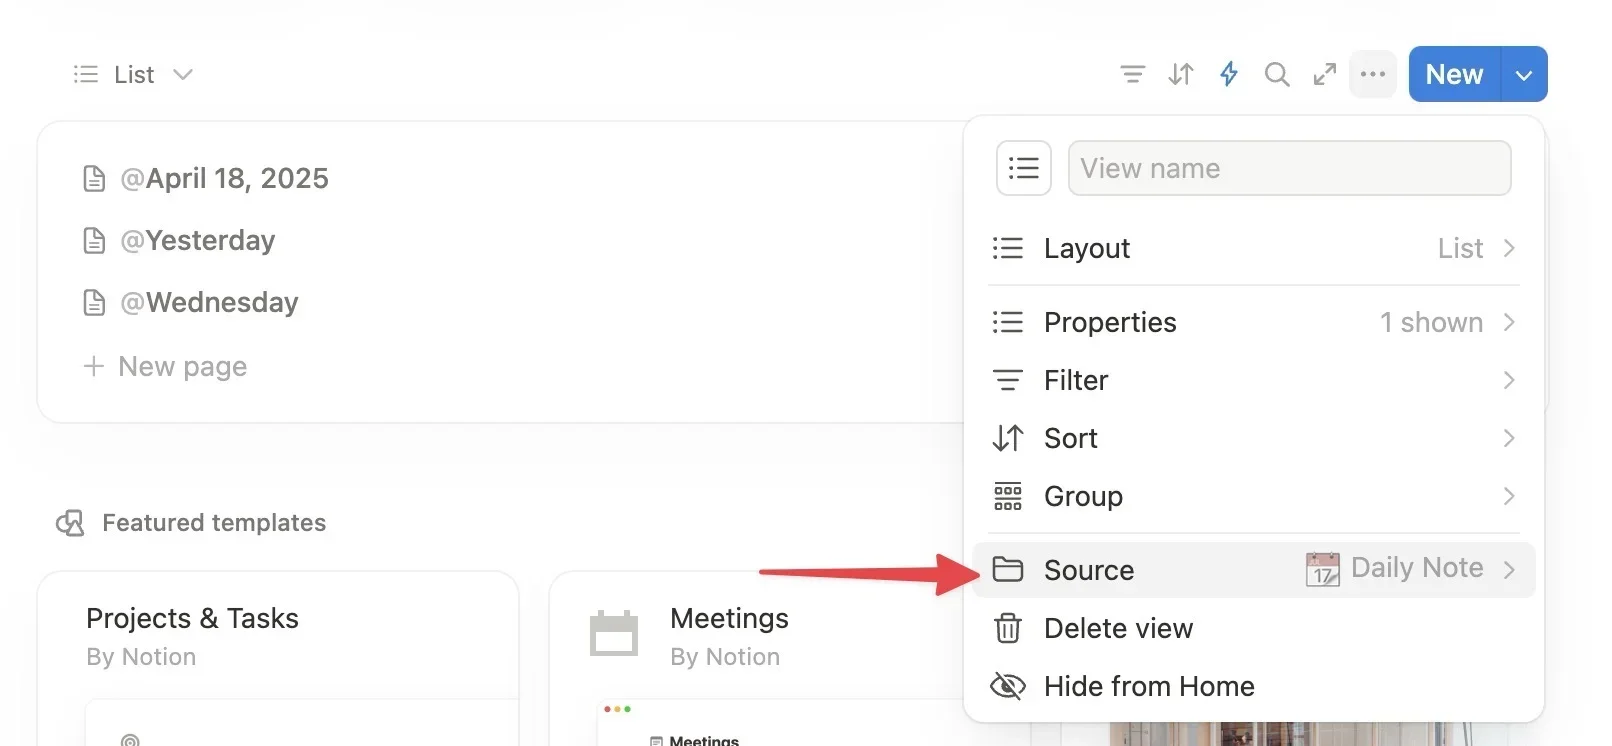 List
New
@April 18, 2025
@Yesterday
@Wednesday
New page
View name
Layout List
Properties 1 shown
Filter
Sort
Group
Source 17 Daily Note
Delete view
Hide from Home
Featured templates
Projects & Tasks
By Notion
Meetings
By Notion
Meetings